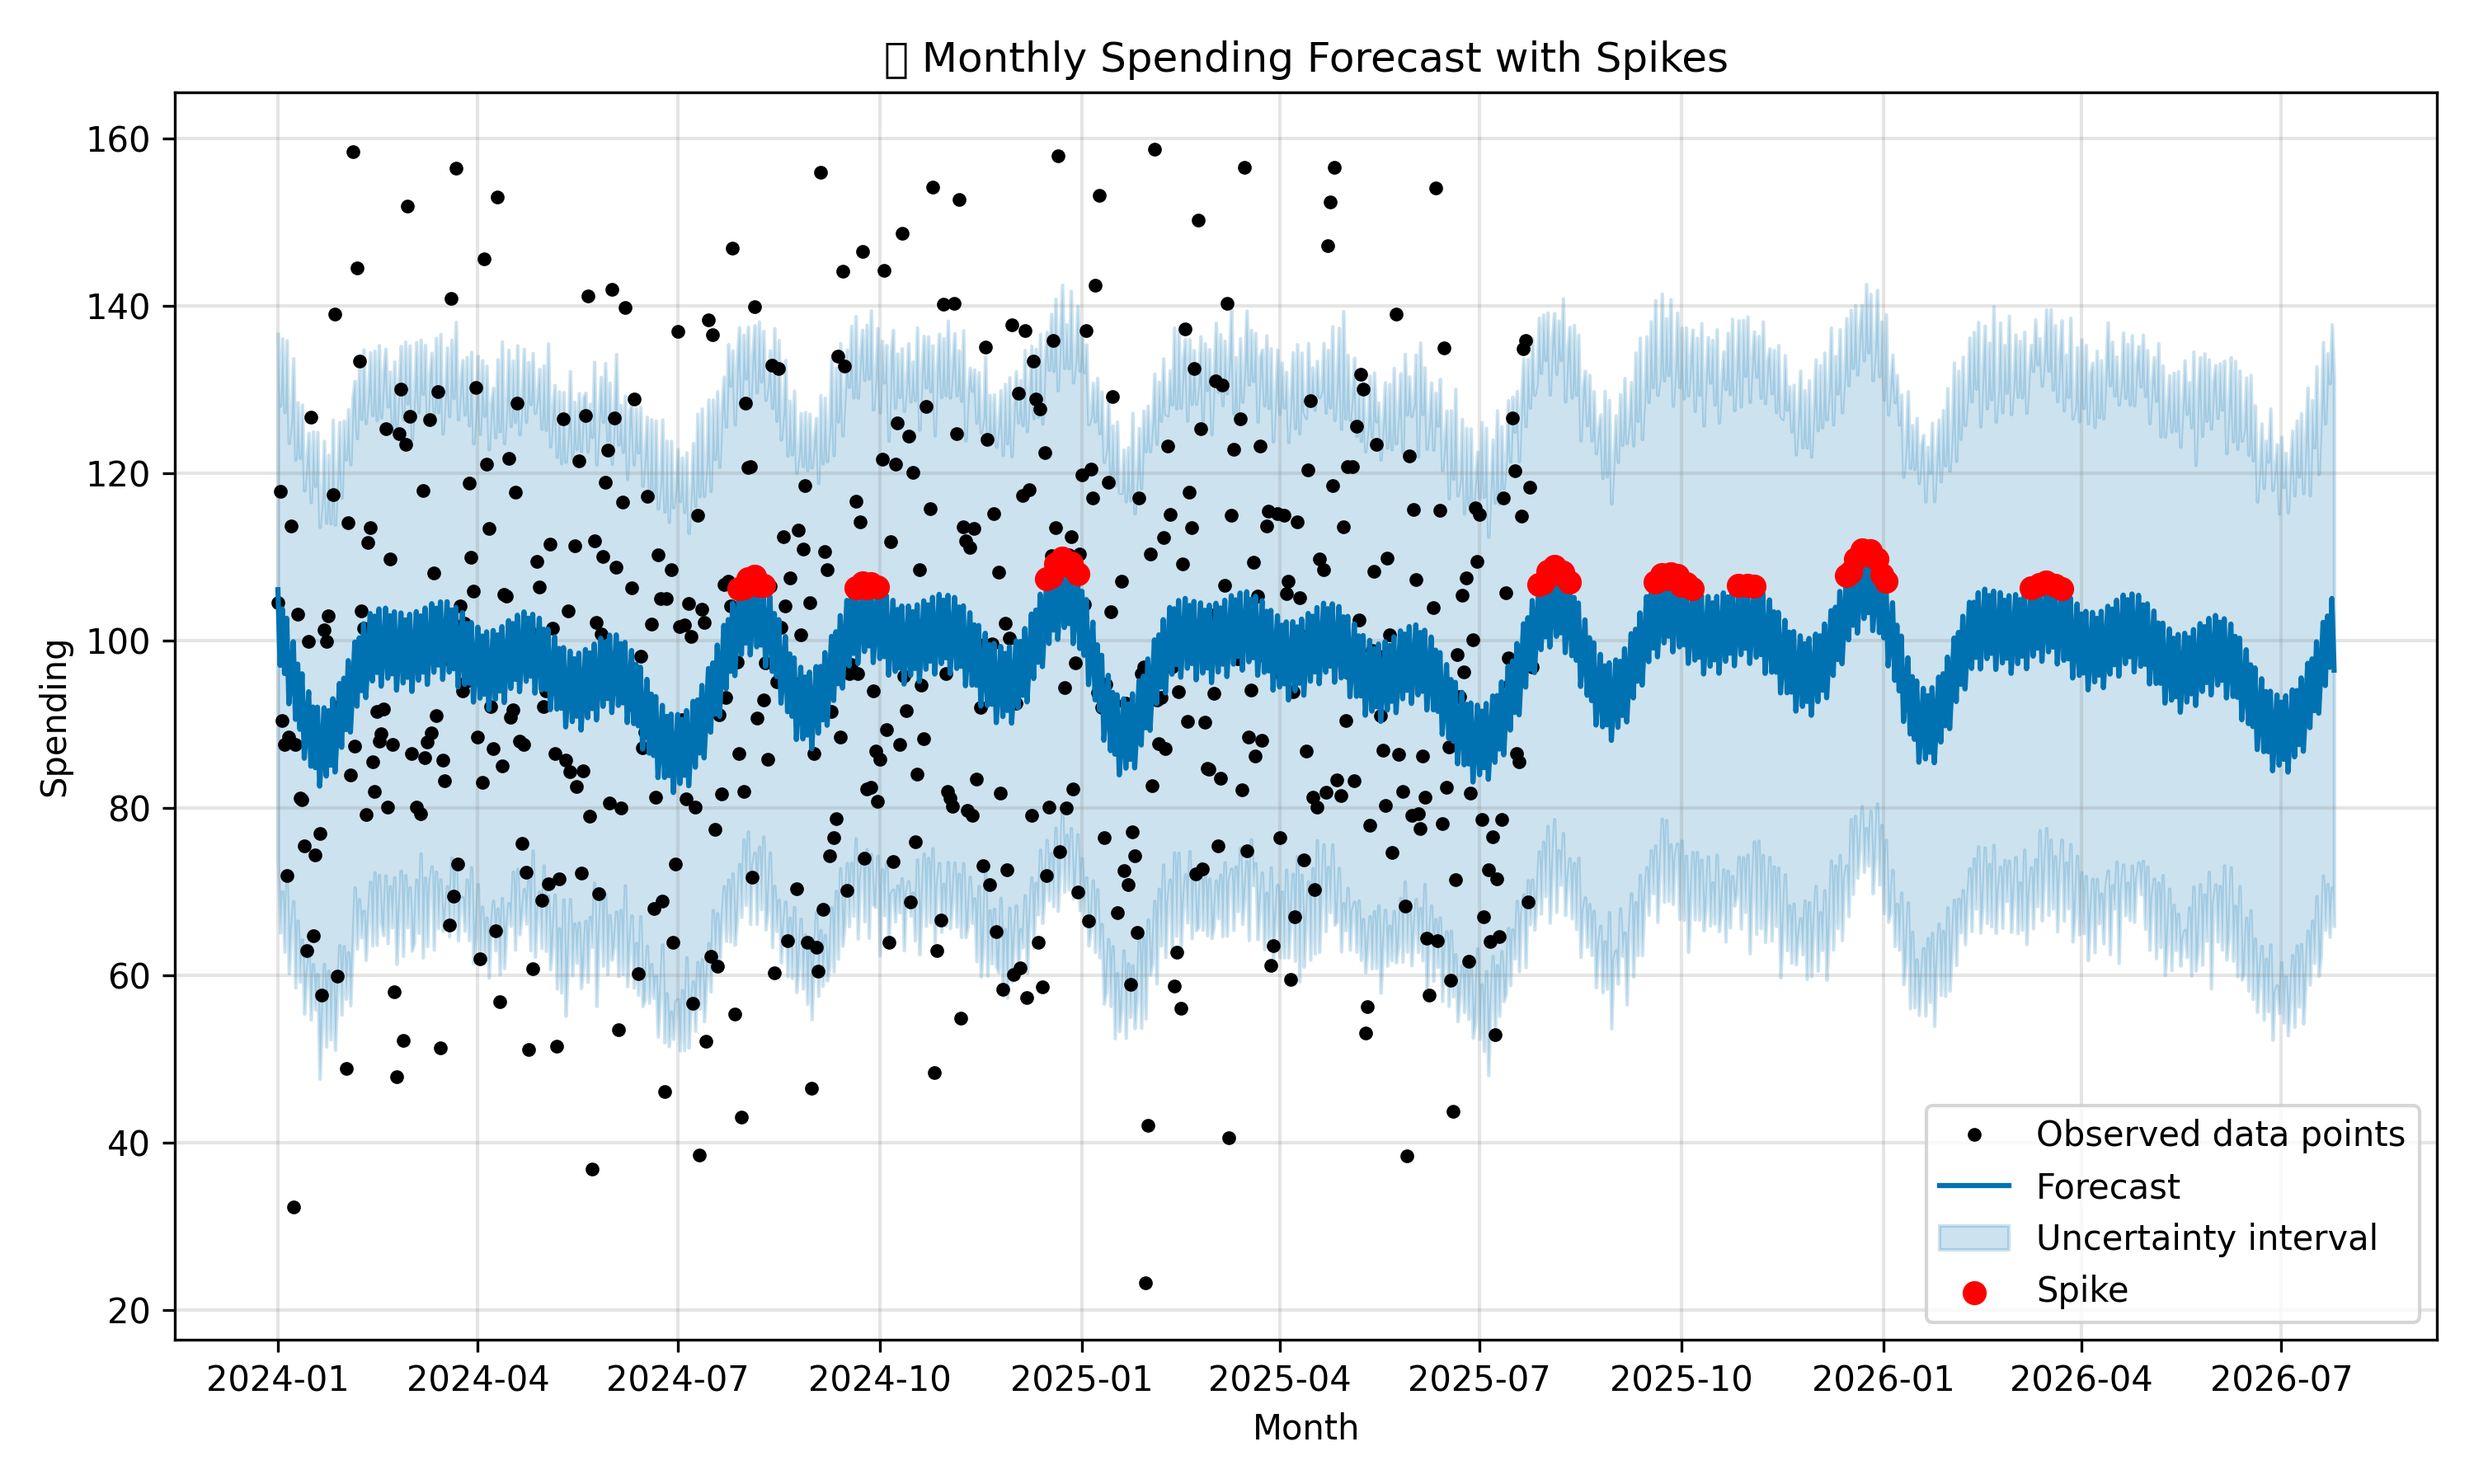 Monthly Spending Forecast with Spikes
160
140
120
100
80
60
40
20
Spending
2024-01 2024-04 2024-07 2024-10 2025-01 2025-04 2025-07 2025-10 2026-01 2026-04 2026-07
Month
Observed data points
Forecast
Uncertainty interval
Spike